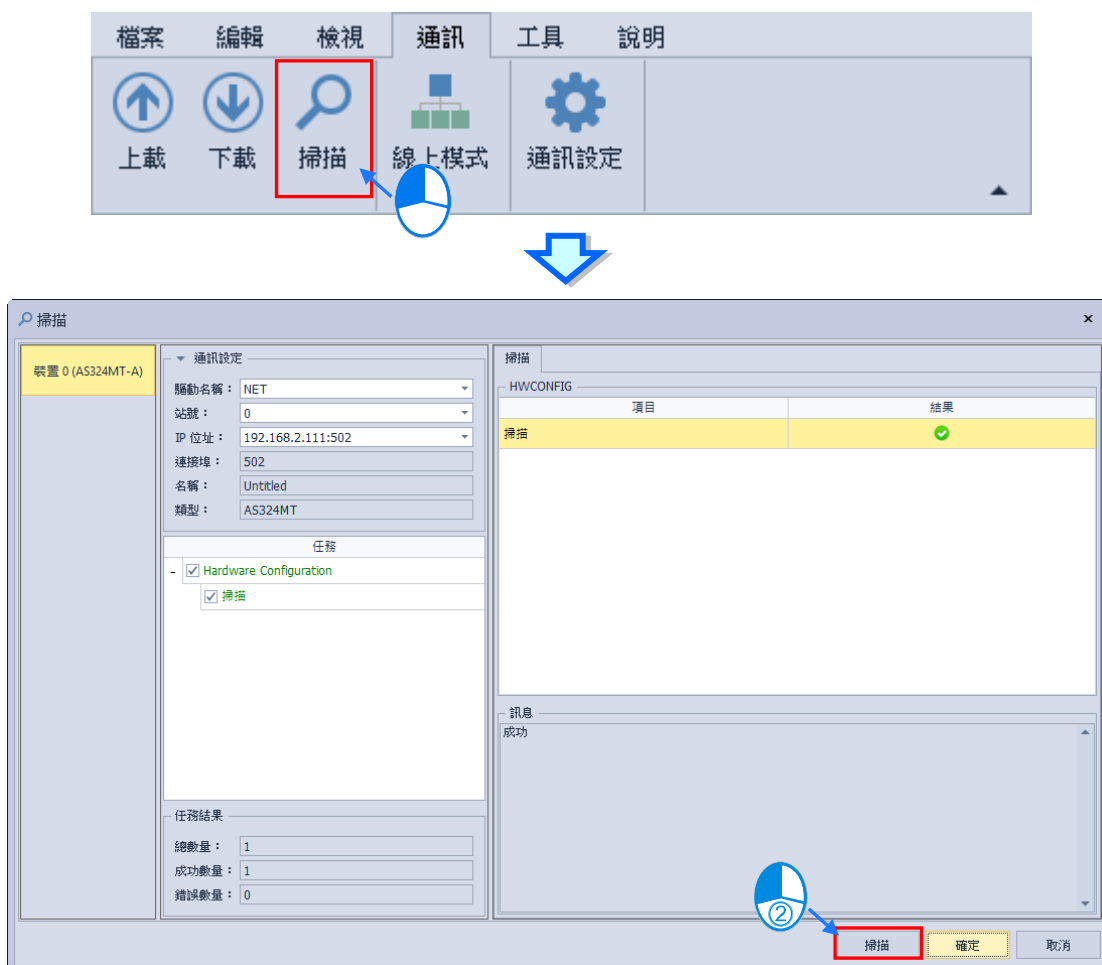 檔案 編輯 檢視 通訊 工具 說明
上載 下載 掃描 線上模式 通訊設定
掃描
裝置 0 (AS324MT-A)
通訊設定
驅動名稱： NET
站號： 0
IP 位址： 192.168.2.111:502
連接埠： 502
名稱： Untitled
類型： AS324MT
任務
Hardware Configuration
掃描
任務結果
總數量： 1
成功數量： 1
錯誤數量： 0
掃描
HWCONFIG
項目 結果
掃描
訊息
成功
②
掃描 確定 取消